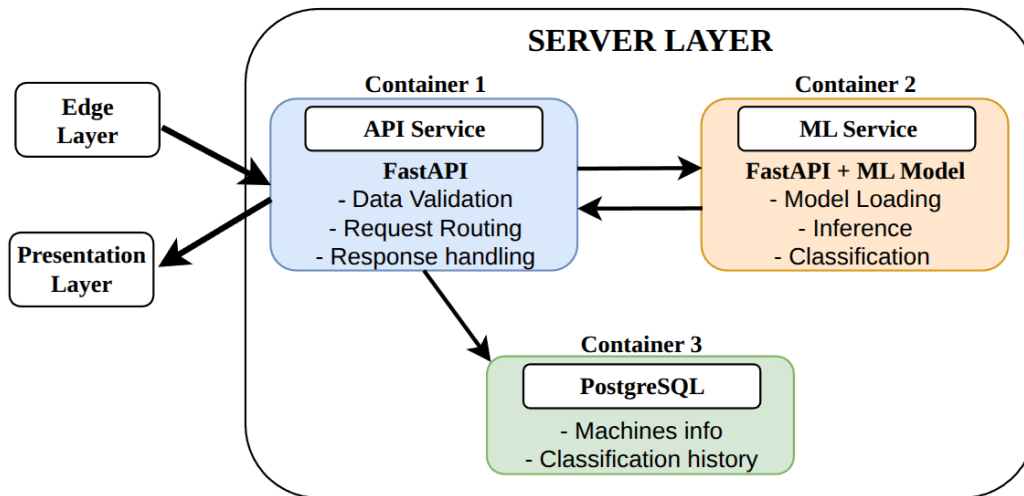 SERVER LAYER
Edge
Layer
Presentation
Layer
Container 1
API Service
FastAPI
- Data Validation
- Request Routing
- Response handling
Container 2
ML Service
FastAPI + ML Model
- Model Loading
- Inference
- Classification
Container 3
PostgreSQL
- Machines info
- Classification history